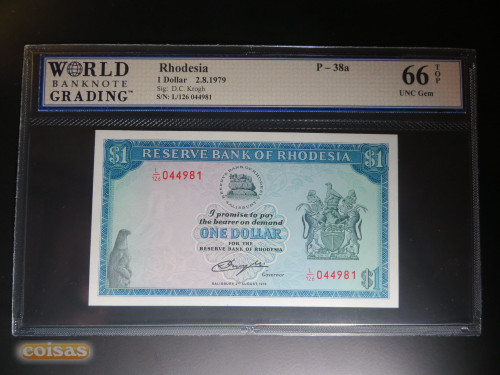 WORLD
BANKNOTE
GRADING™
Rhodesia
1 Dollar 2.8.1979
Sig: D.C. Krogh
S/N: L/126 044981
P – 38a
66 TOP
UNC Gem
$1 RESERVE BANK OF RHODESIA $1
L/126 044981
SALISBURY
I promise to pay
the bearer on demand
ONE DOLLAR
FOR THE
RESERVE BANK OF RHODESIA
Governor
L/126 044981
$1
coisas